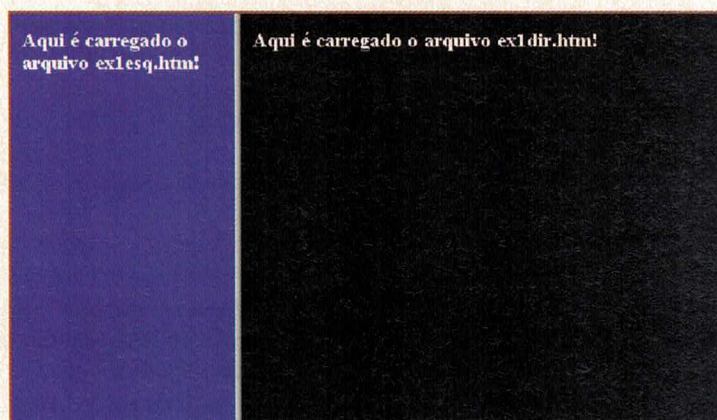 Aqui é carregado o
arquivo ex1esq.htm!
Aqui é carregado o arquivo ex1dir.htm!